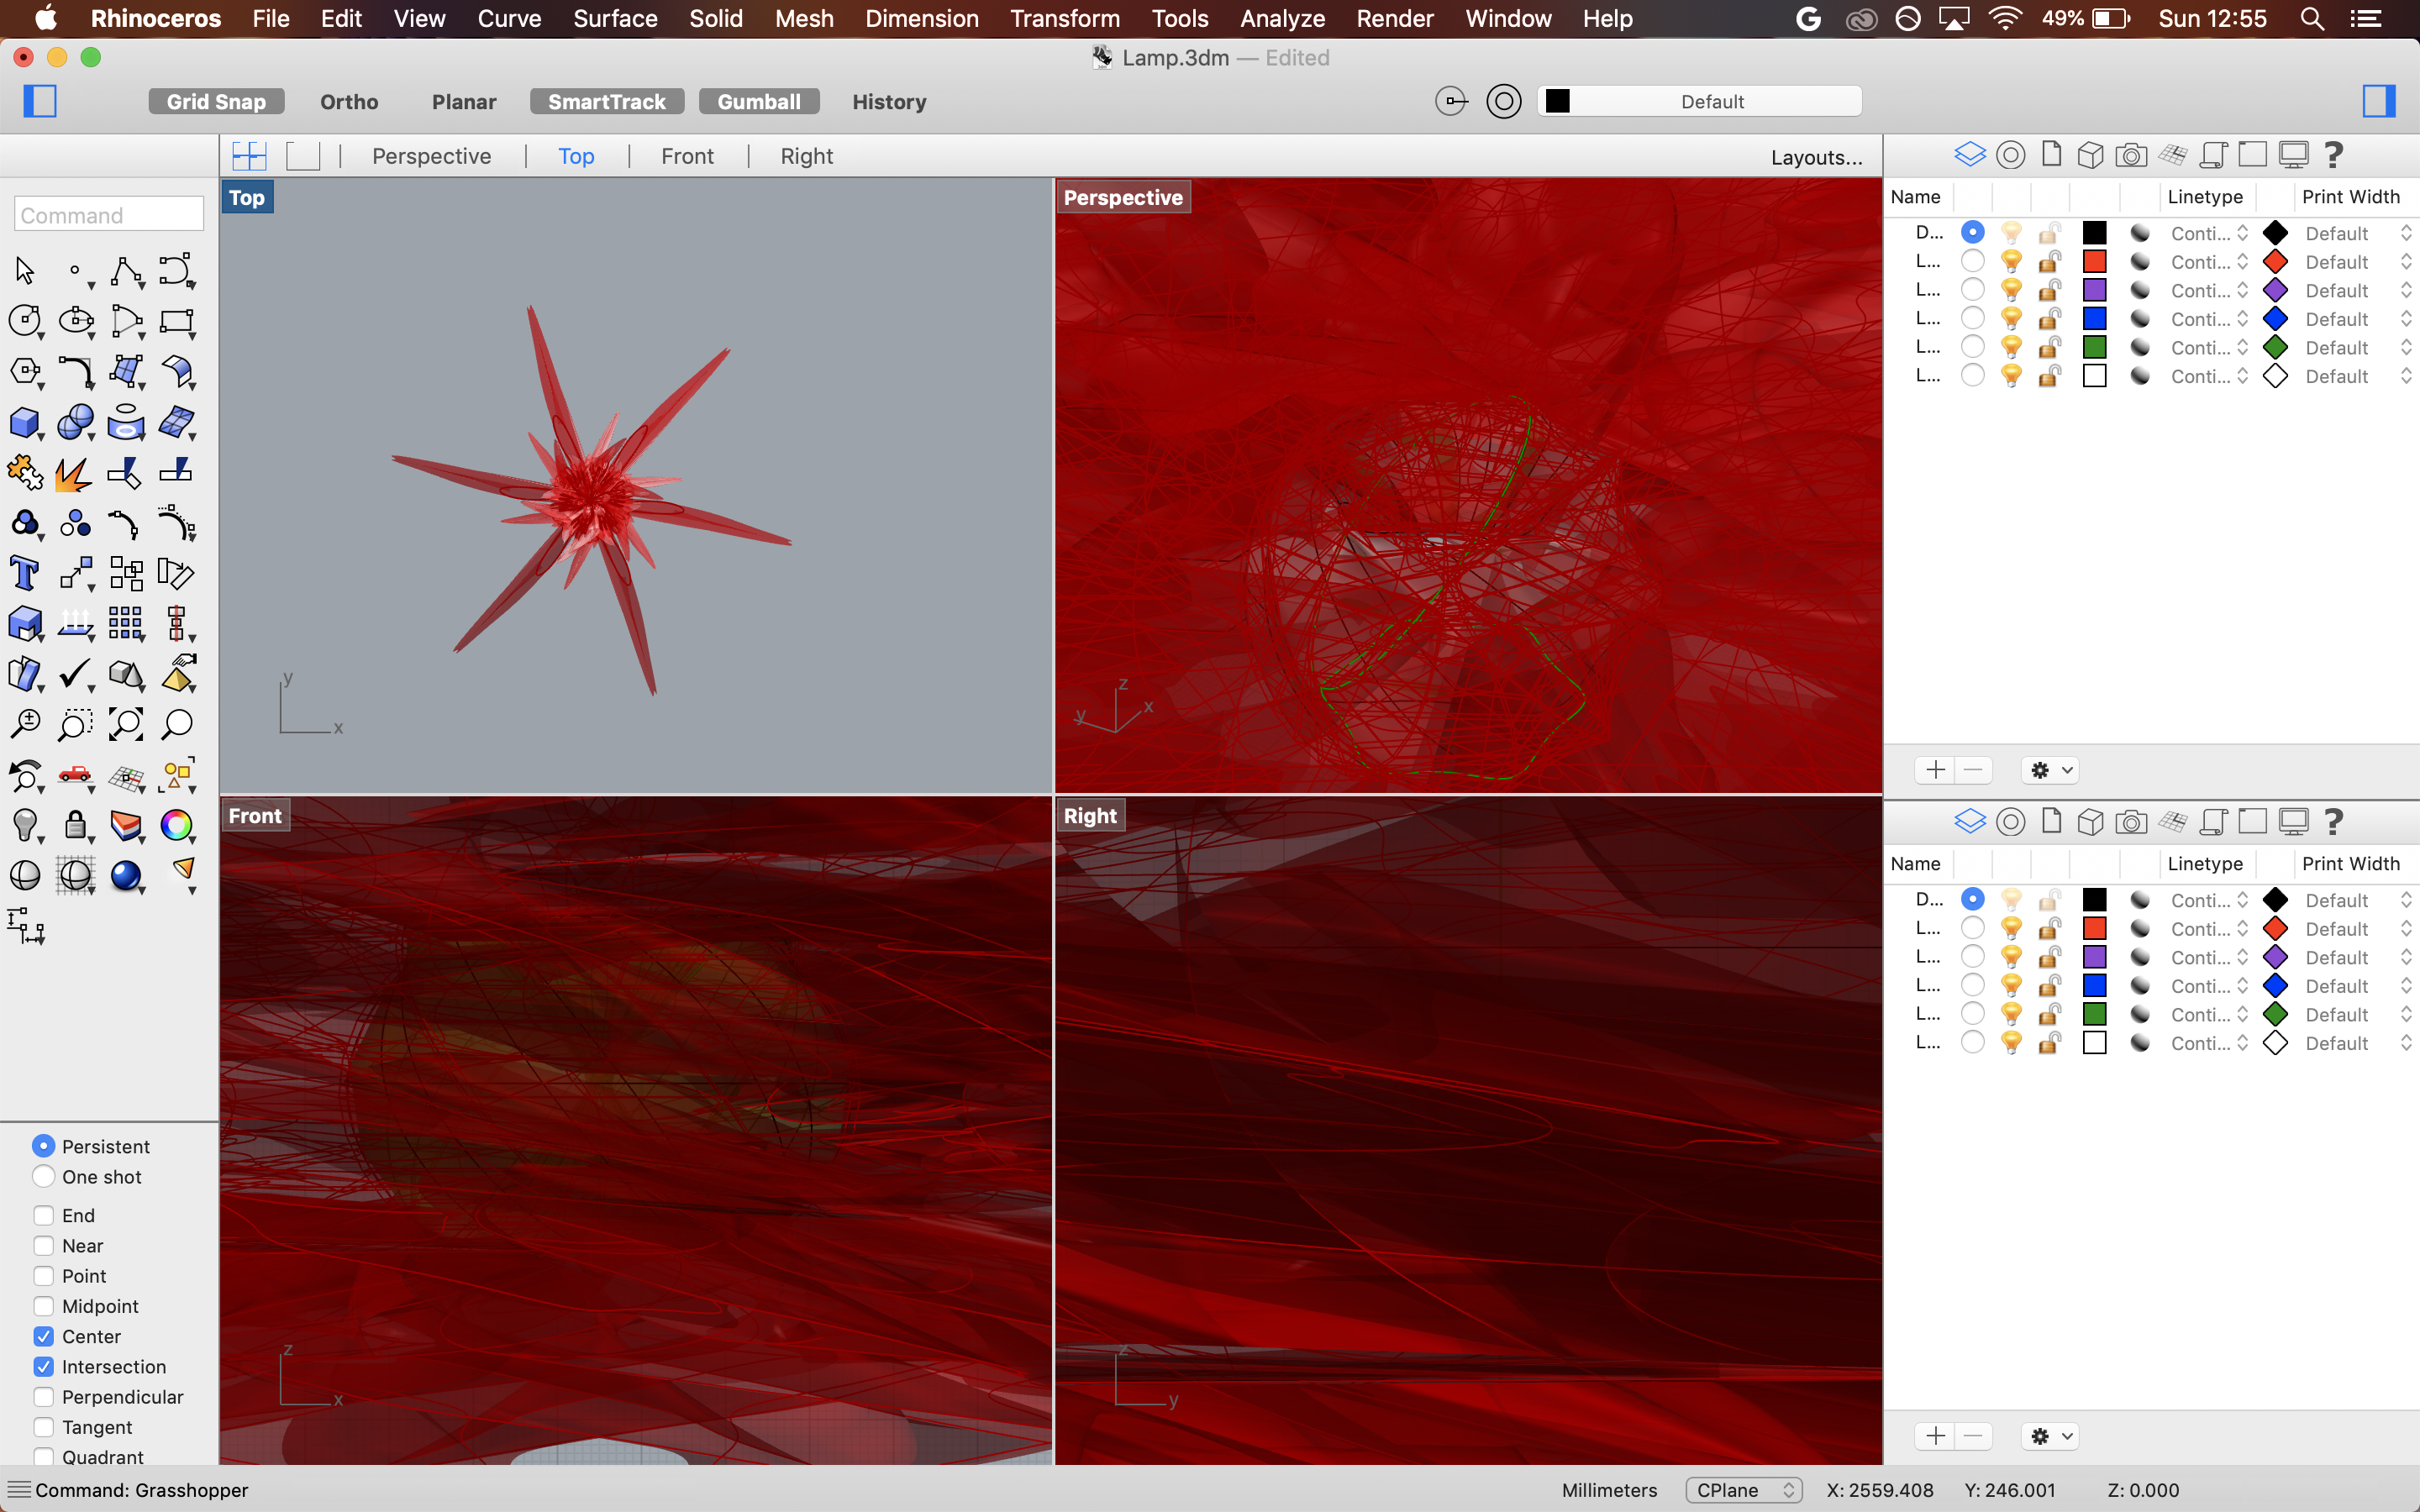 Rhinoceros File Edit View Curve Surface Solid Mesh Dimension Transform Tools Analyze Render Window Help 49% Sun 12:55
Lamp.3dm — Edited
Grid Snap Ortho Planar SmartTrack Gumball History Default
Perspective Top Front Right Layouts...
Command
Top
y
x
Perspective
z
y
x
Front
z
x
Right
z
y
Name Linetype Print Width
D... Conti... Default
L... Conti... Default
L... Conti... Default
L... Conti... Default
L... Conti... Default
L... Conti... Default
Name Linetype Print Width
D... Conti... Default
L... Conti... Default
L... Conti... Default
L... Conti... Default
L... Conti... Default
L... Conti... Default
Persistent
One shot
End
Near
Point
Midpoint
Center
Intersection
Perpendicular
Tangent
Quadrant
Command: Grasshopper Millimeters CPlane X: 2559.408 Y: 246.001 Z: 0.000